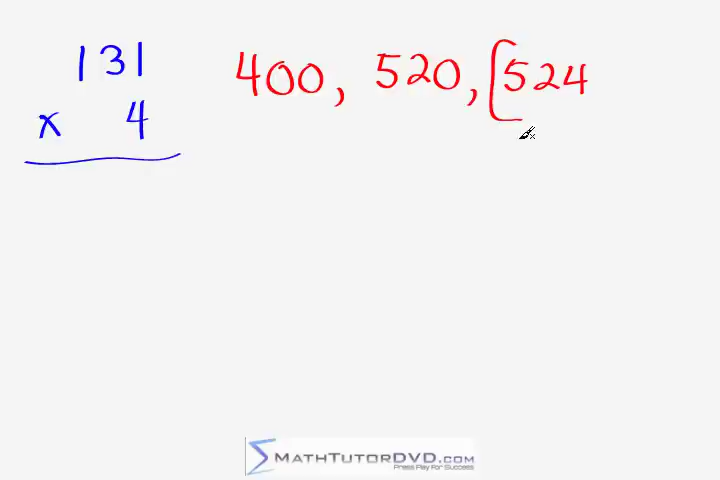 131 400, 520, 524
x 4
MATHTUTORDVD.COM
Press Play For Success